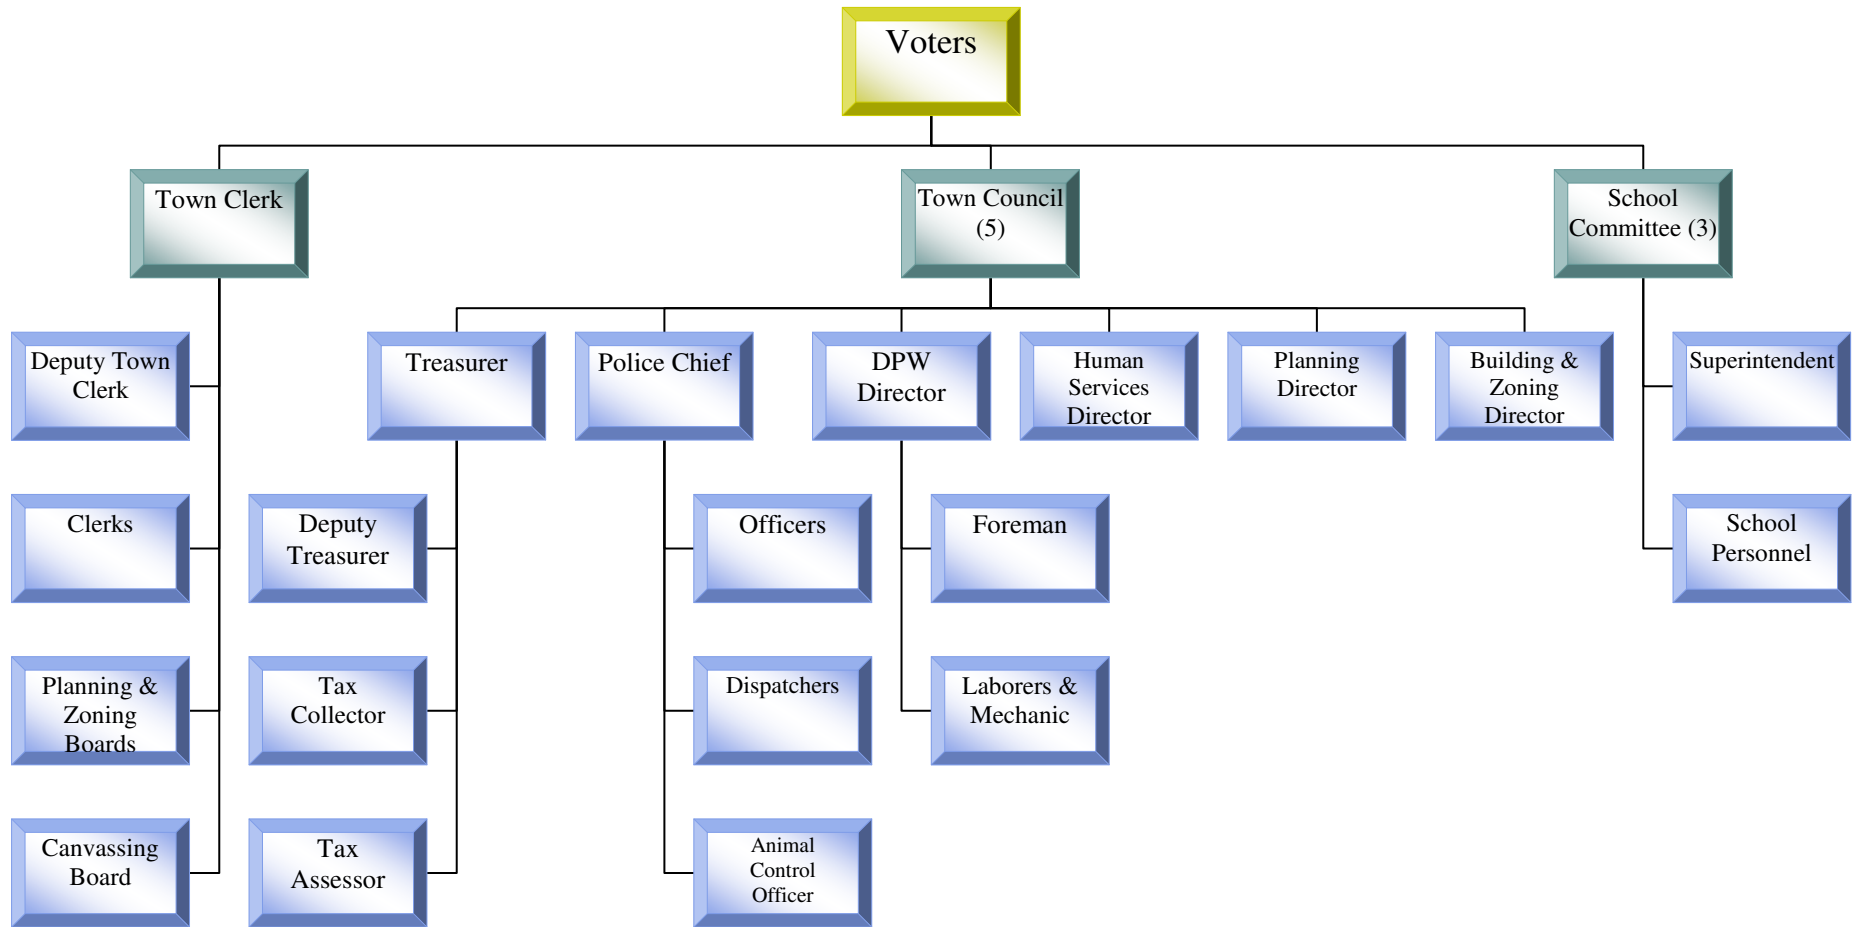 Voters
Town Clerk
Town Council
(5)
School
Committee (3)
Deputy Town
Clerk
Treasurer
Police Chief
DPW
Director
Human
Services
Director
Planning
Director
Building &
Zoning
Director
Superintendent
Clerks
Deputy
Treasurer
Officers
Foreman
School
Personnel
Planning &
Zoning
Boards
Tax
Collector
Dispatchers
Laborers &
Mechanic
Canvassing
Board
Tax
Assessor
Animal
Control
Officer